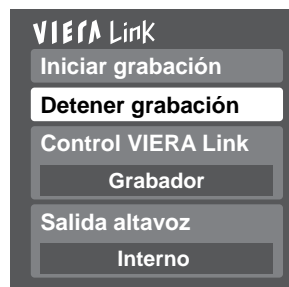 VIERA Link
Iniciar grabación
Detener grabación
Control VIERA Link
Grabador
Salida altavoz
Interno